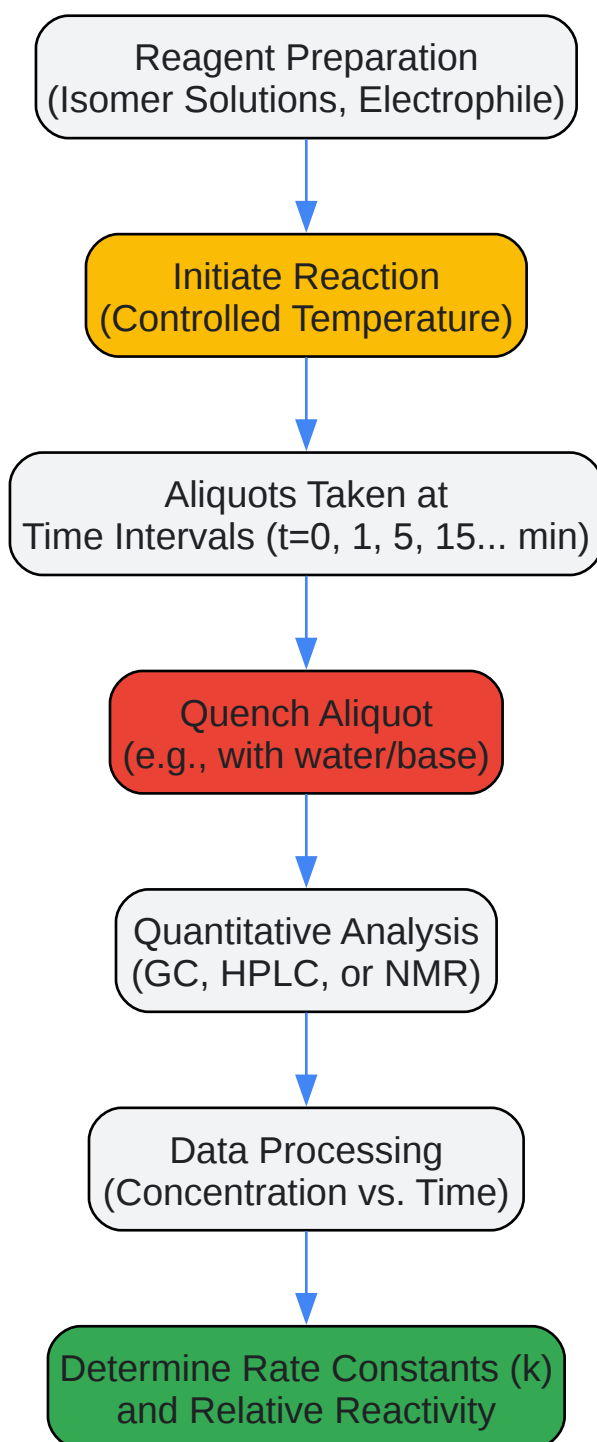 Reagent Preparation
(Isomer Solutions, Electrophile)
Initiate Reaction
(Controlled Temperature)
Aliquots Taken at
Time Intervals (t=0, 1, 5, 15... min)
Quench Aliquot
(e.g., with water/base)
Quantitative Analysis
(GC, HPLC, or NMR)
Data Processing
(Concentration vs. Time)
Determine Rate Constants (k)
and Relative Reactivity